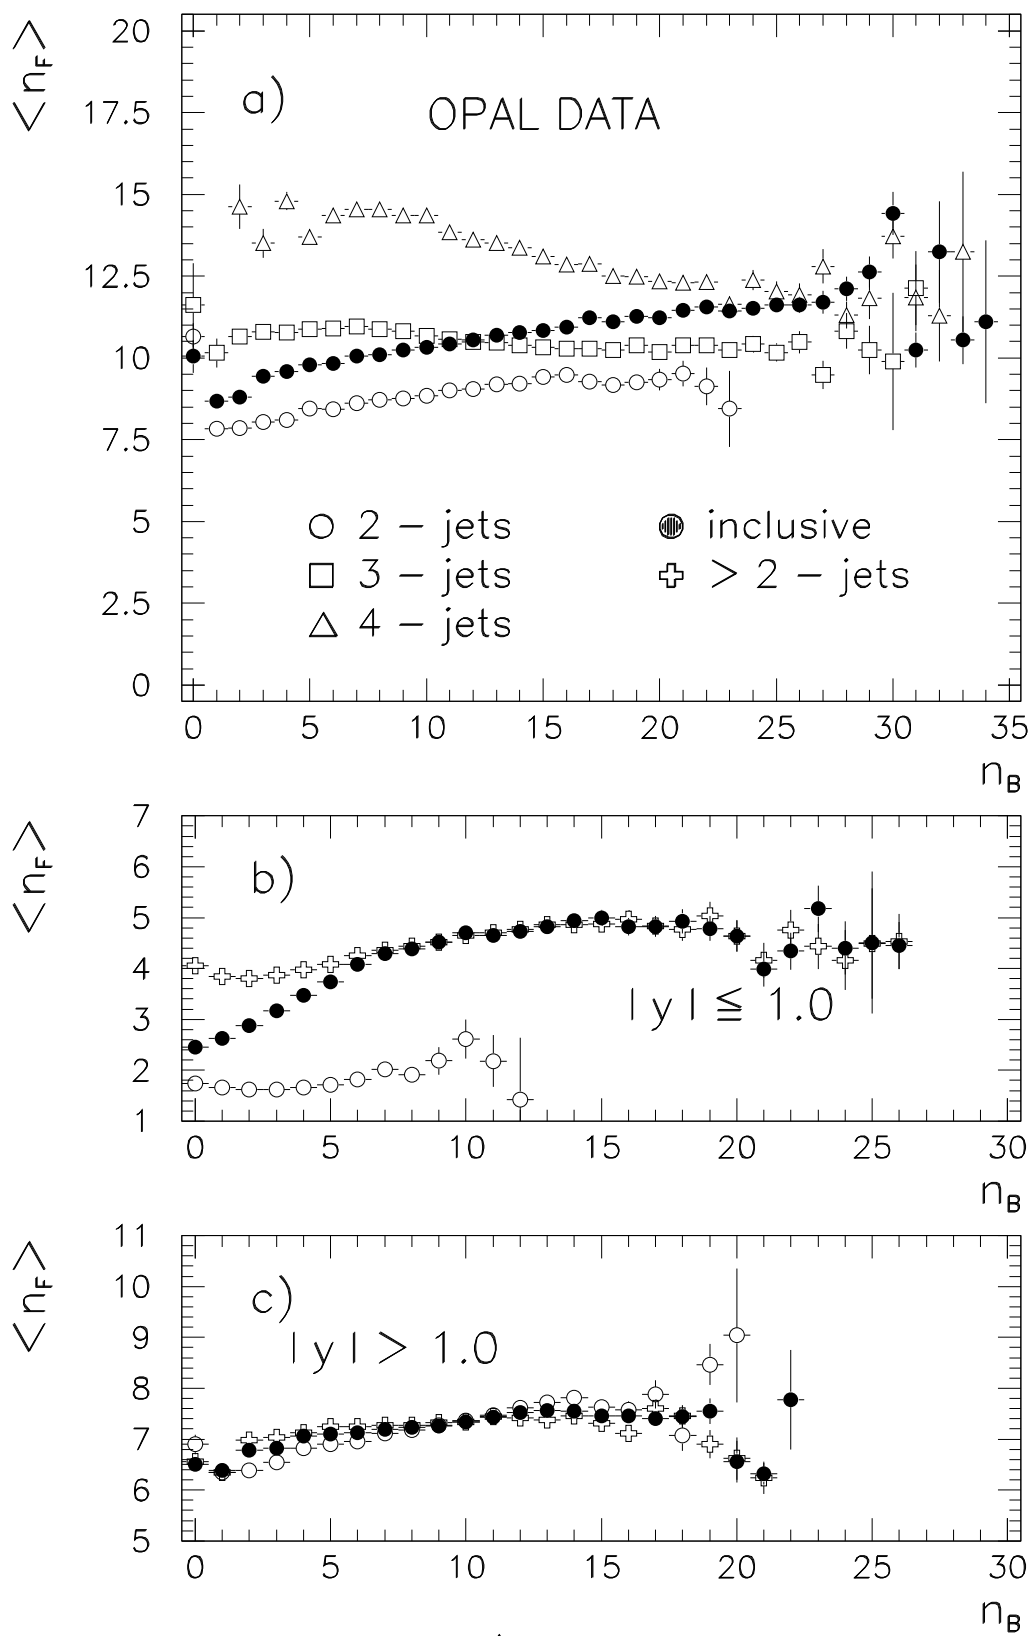 <n_F>
20
a)
OPAL DATA
17.5
15
12.5
10
7.5
5
2 - jets
inclusive
3 - jets
> 2 - jets
2.5
4 - jets
0
0 5 10 15 20 25 30 35
n_B
<n_F>
7
6
b)
5
4
|y| ≦ 1.0
3
2
1
0 5 10 15 20 25 30
n_B
<n_F>
11
10
c)
9
|y| > 1.0
8
7
6
5
0 5 10 15 20 25 30
n_B